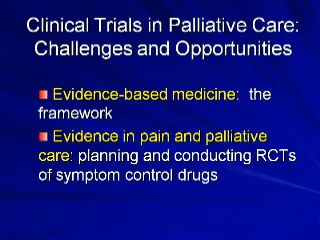 Clinical Trials in Palliative Care:
Challenges and Opportunities
Evidence-based medicine: the
framework
Evidence in pain and palliative
care: planning and conducting RCTs
of symptom control drugs